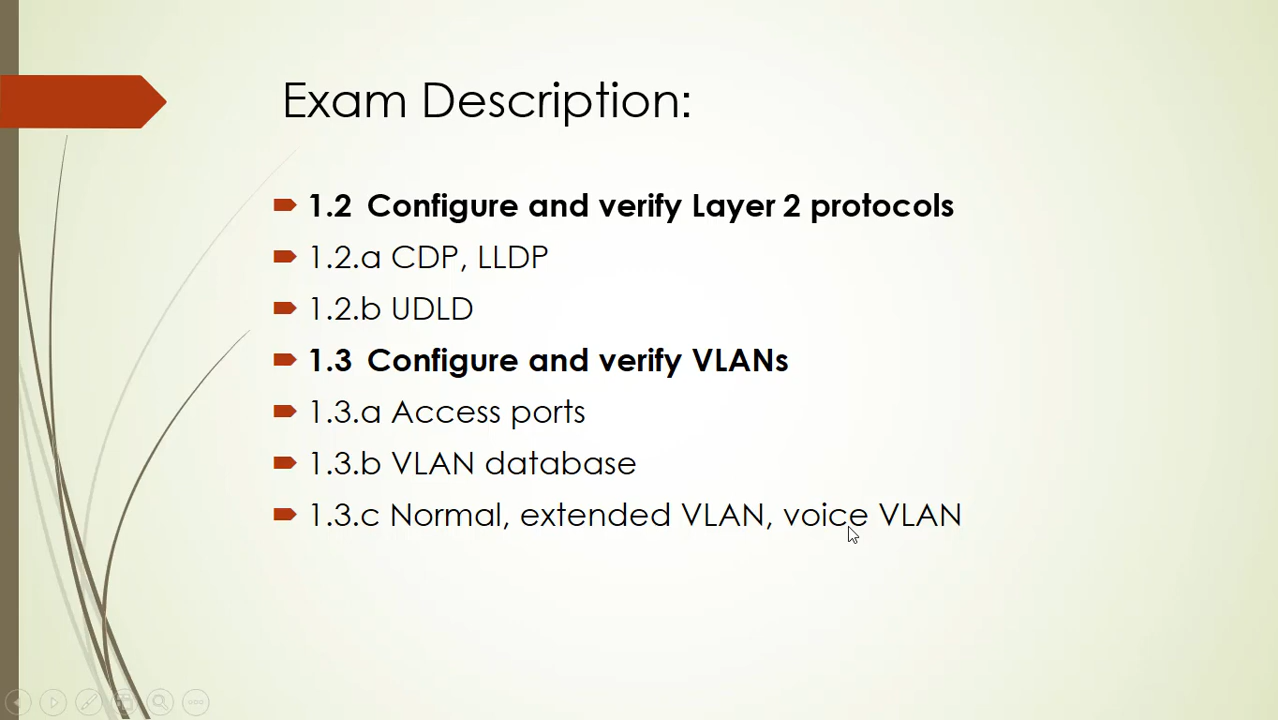 Exam Description:
1.2 Configure and verify Layer 2 protocols
1.2.a CDP, LLDP
1.2.b UDLD
1.3 Configure and verify VLANs
1.3.a Access ports
1.3.b VLAN database
1.3.c Normal, extended VLAN, voice VLAN